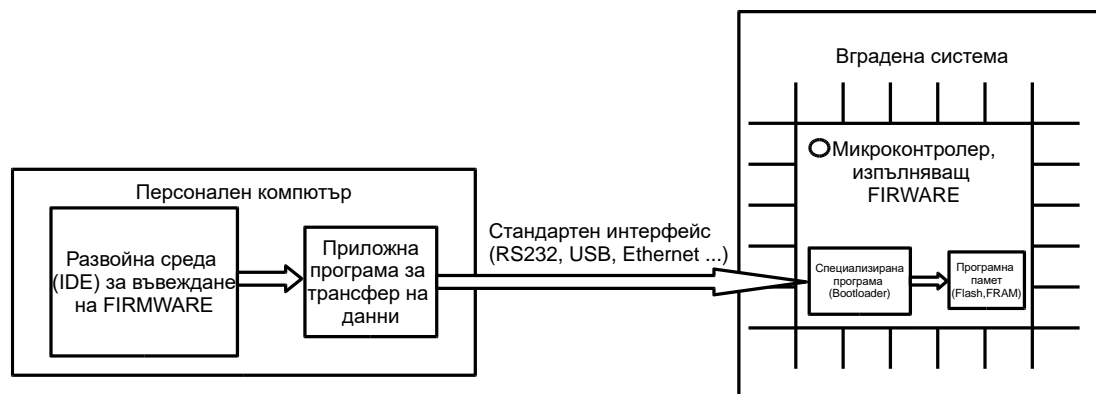 Персонален компютър
Развойна среда
(IDE) за въвеждане
на FIRMWARE
Приложна
програма за
трансфер на
данни
Стандартен интерфейс
(RS232, USB, Ethernet ...)
Вградена система
Микроконтролер,
изпълняващ
FIRWARE
Специализирана
програма
(Bootloader)
Програмна
памет
(Flash,FRAM)